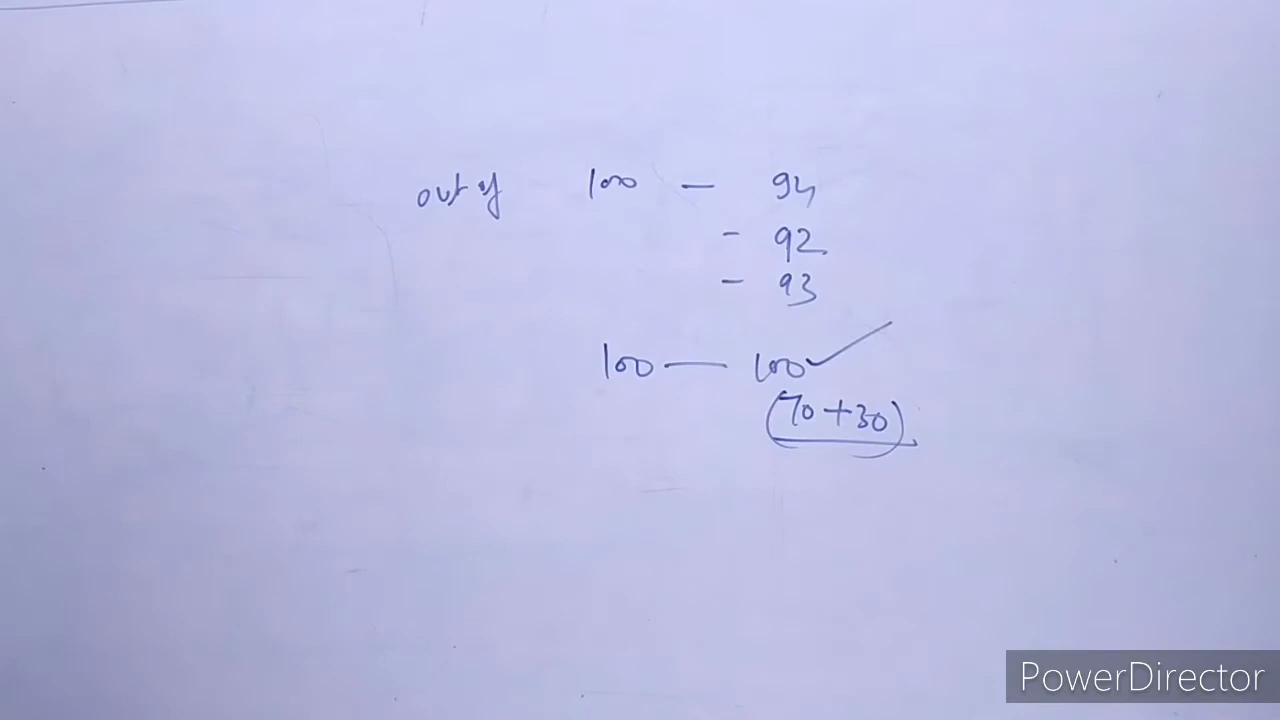 out of 100 — 94
- 92
- 93
100 — 100✓
(70+30)
PowerDirector